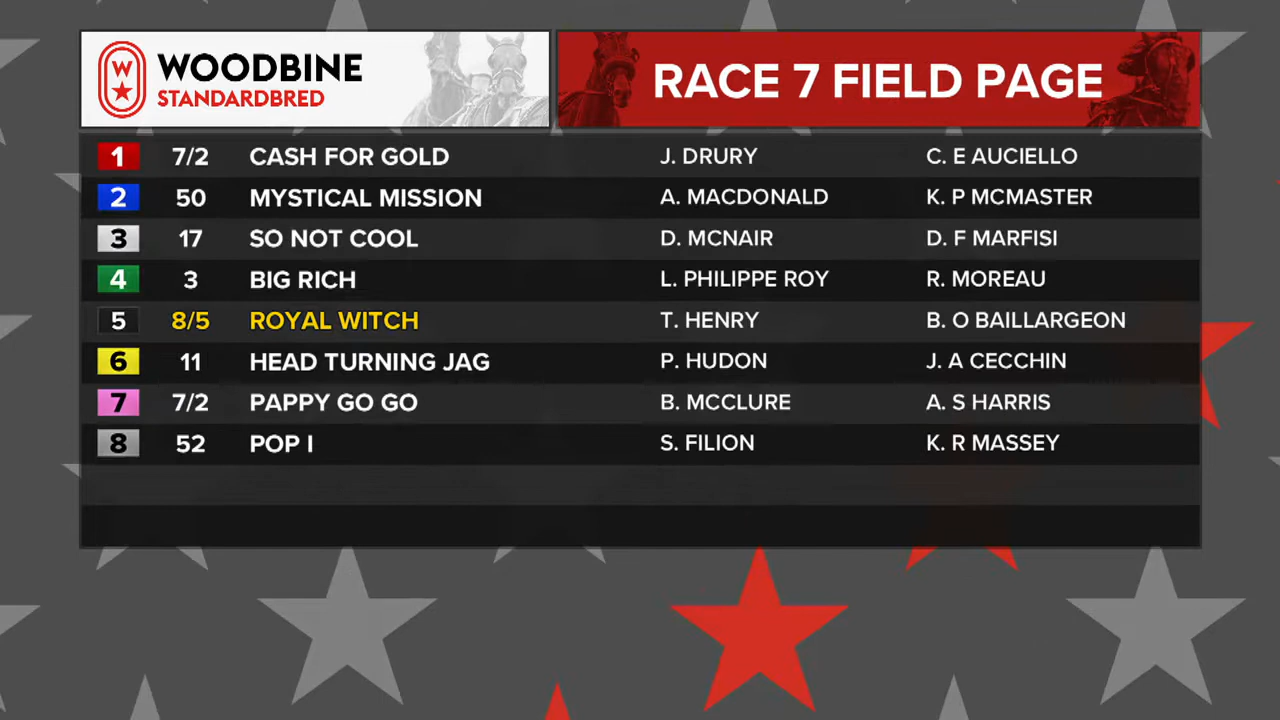 W
WOODBINE
STANDARDBRED
RACE 7 FIELD PAGE
1 7/2 CASH FOR GOLD J. DRURY C. E AUCIELLO
2 50 MYSTICAL MISSION A. MACDONALD K. P MCMASTER
3 17 SO NOT COOL D. MCNAIR D. F MARFISI
4 3 BIG RICH L. PHILIPPE ROY R. MOREAU
5 8/5 ROYAL WITCH T. HENRY B. O BAILLARGEON
6 11 HEAD TURNING JAG P. HUDON J. A CECCHIN
7 7/2 PAPPY GO GO B. MCCLURE A. S HARRIS
8 52 POP I S. FILION K. R MASSEY